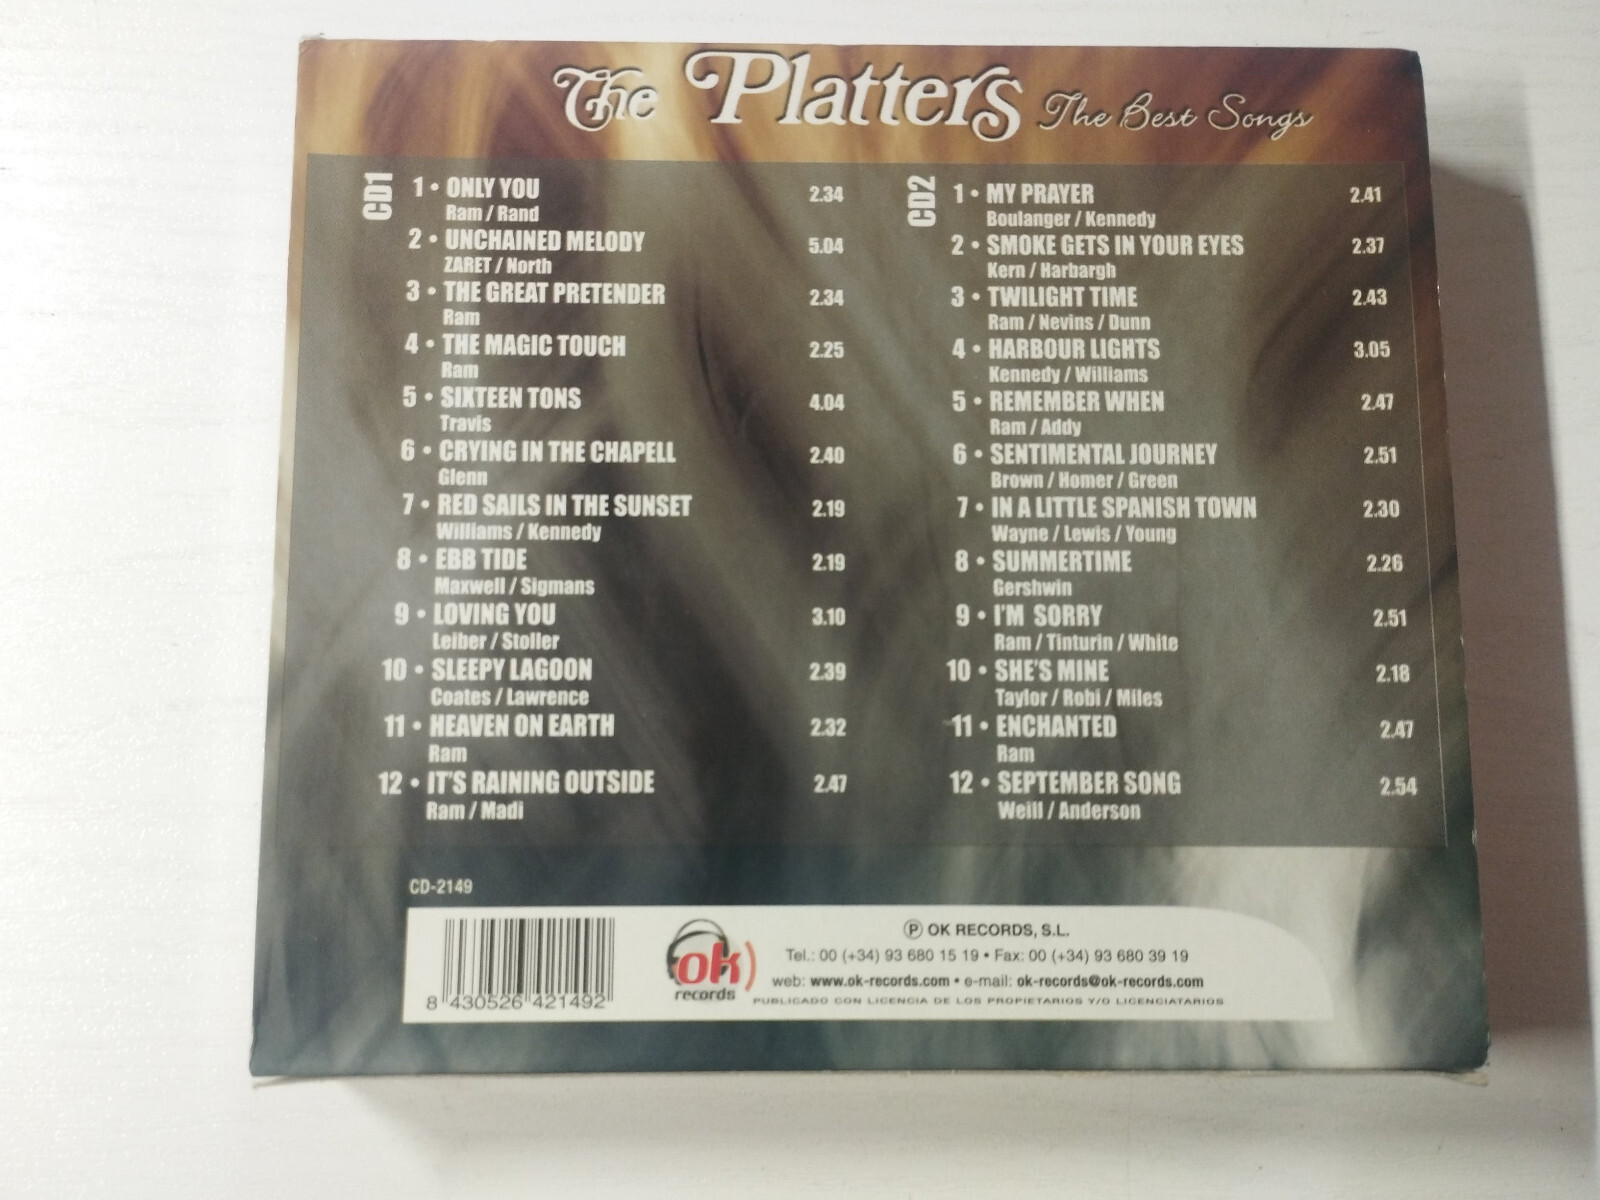 The Platters The Best Songs
CD1
1 • ONLY YOU 2.34
Ram / Rand
2 • UNCHAINED MELODY 5.04
ZARET / North
3 • THE GREAT PRETENDER 2.34
Ram
4 • THE MAGIC TOUCH 2.25
Ram
5 • SIXTEEN TONS 4.04
Travis
6 • CRYING IN THE CHAPELL 2.40
Glenn
7 • RED SAILS IN THE SUNSET 2.19
Williams / Kennedy
8 • EBB TIDE 2.19
Maxwell / Sigmans
9 • LOVING YOU 3.10
Leiber / Stoller
10 • SLEEPY LAGOON 2.39
Coates / Lawrence
11 • HEAVEN ON EARTH 2.32
Ram
12 • IT'S RAINING OUTSIDE 2.47
Ram / Madi
CD2
1 • MY PRAYER 2.41
Boulanger / Kennedy
2 • SMOKE GETS IN YOUR EYES 2.37
Kern / Harbargh
3 • TWILIGHT TIME 2.43
Ram / Nevins / Dunn
4 • HARBOUR LIGHTS 3.05
Kennedy / Williams
5 • REMEMBER WHEN 2.47
Ram / Addy
6 • SENTIMENTAL JOURNEY 2.51
Brown / Homer / Green
7 • IN A LITTLE SPANISH TOWN 2.30
Wayne / Lewis / Young
8 • SUMMERTIME 2.26
Gershwin
9 • I'M SORRY 2.51
Ram / Tinturin / White
10 • SHE'S MINE 2.18
Taylor / Robi / Miles
11 • ENCHANTED 2.47
Ram
12 • SEPTEMBER SONG 2.54
Weill / Anderson
CD-2149
8 430526 421492
ok
records
℗ OK RECORDS, S.L.
Tel.: 00 (+34) 93 680 15 19 • Fax: 00 (+34) 93 680 39 19
web: www.ok-records.com • e-mail: ok-records@ok-records.com
PUBLICADO CON LICENCIA DE LOS PROPIETARIOS Y/O LICENCIATARIOS